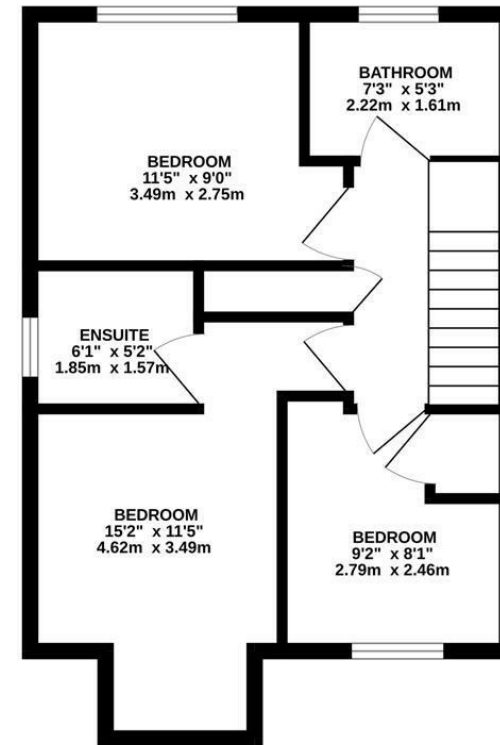 BATHROOM
7'3" x 5'3"
2.22m x 1.61m
BEDROOM
11'5" x 9'0"
3.49m x 2.75m
ENSUITE
6'1" x 5'2"
1.85m x 1.57m
BEDROOM
15'2" x 11'5"
4.62m x 3.49m
BEDROOM
9'2" x 8'1"
2.79m x 2.46m